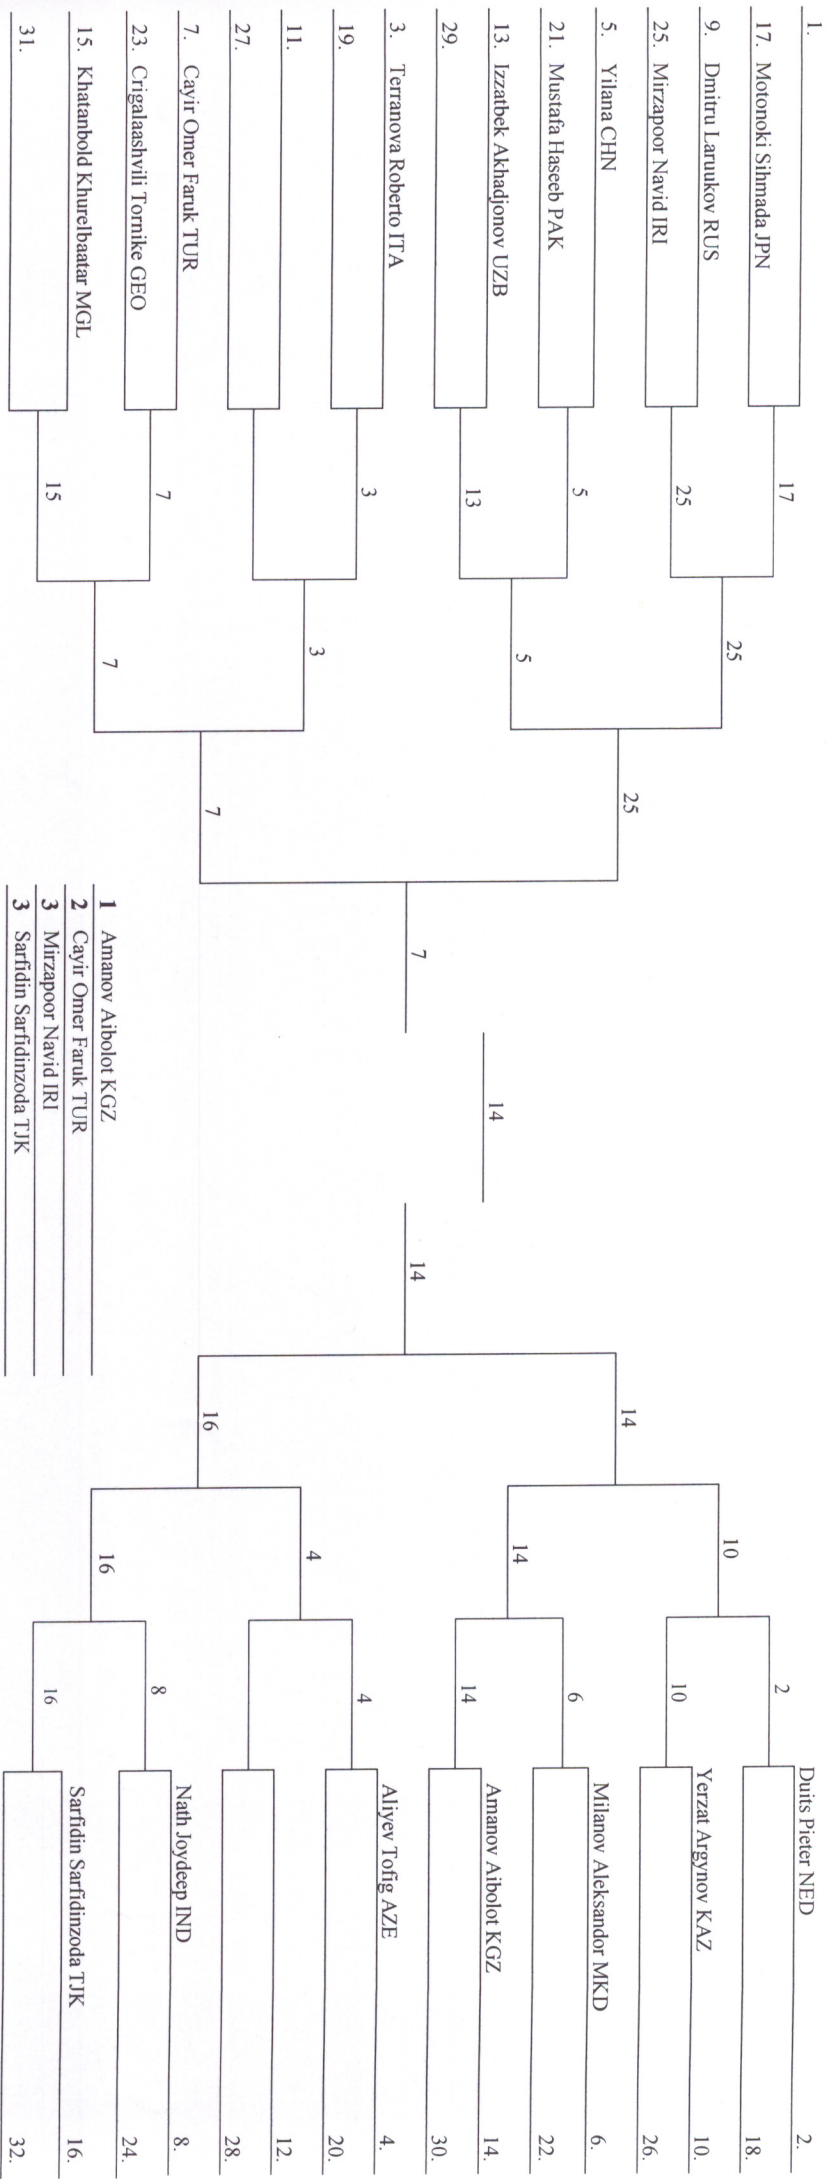 1.
17. Motonoki Sihmada JPN
9. Dmitru Laruukov RUS
25. Mirzapoor Navid IRI
5. Yilana CHN
21. Mustafa Haseeb PAK
13. Izzatbek Akhadjonov UZB
29.
3. Terranova Roberto ITA
19.
11.
27.
7. Cayir Omer Faruk TUR
23. Crigalaashvili Tornike GEO
15. Khatanbold Khurelbaatar MGL
31.
17
25
5
13
3
7
15
25
5
3
7
25
7
7
14
14
14
16
10
14
4
16
2
10
6
14
4
8
16
Duits Pieter NED 2.
18.
Yerzat Argynov KAZ 10.
26.
Milanov Aleksandor MKD 6.
22.
Amanov Aibolot KGZ 14.
30.
Aliyev Tofig AZE 4.
20.
12.
28.
Nath Joydeep IND 8.
24.
Sarfidin Sarfidinzoda TJK 16.
32.
1 Amanov Aibolot KGZ
2 Cayir Omer Faruk TUR
3 Mirzapoor Navid IRI
3 Sarfidin Sarfidinzoda TJK